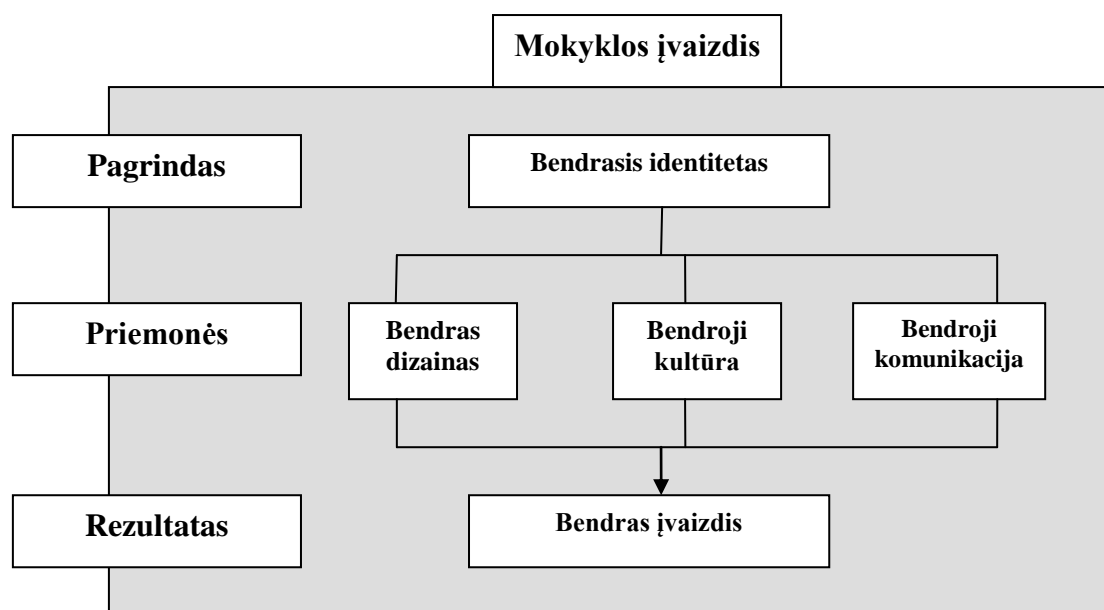 Mokyklos įvaizdis
Pagrindas
Bendrasis identitetas
Priemonės
Bendras
dizainas
Bendroji
kultūra
Bendroji
komunikacija
Rezultatas
Bendras įvaizdis